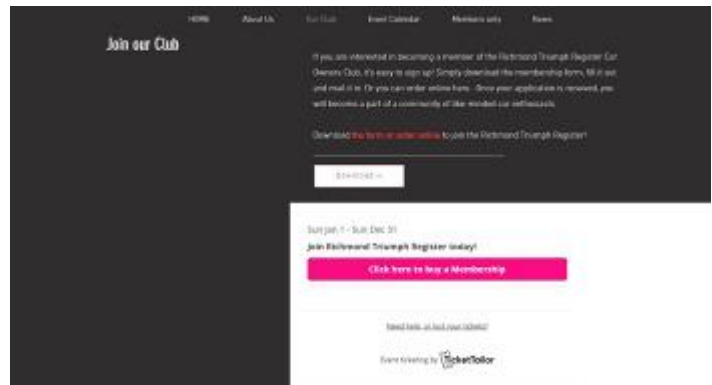 HOME About Us Our Club Event Calendar Members only News
Join our Club
If you are interested in becoming a member of the Richmond Triumph Register Car
Owners Club, it's easy to sign up! Simply download the membership form, fill it out
and mail it in. Or you can order online here. Once your application is received, you
will become a part of a community of like minded car enthusiasts.
Download the form or order online to join the Richmond Triumph Register!
Download
Sun Jan 1 - Sun Dec 31
Join Richmond Triumph Register today!
Click here to buy a Membership
Need help, or lost your tickets?
Event ticketing by TicketTailor